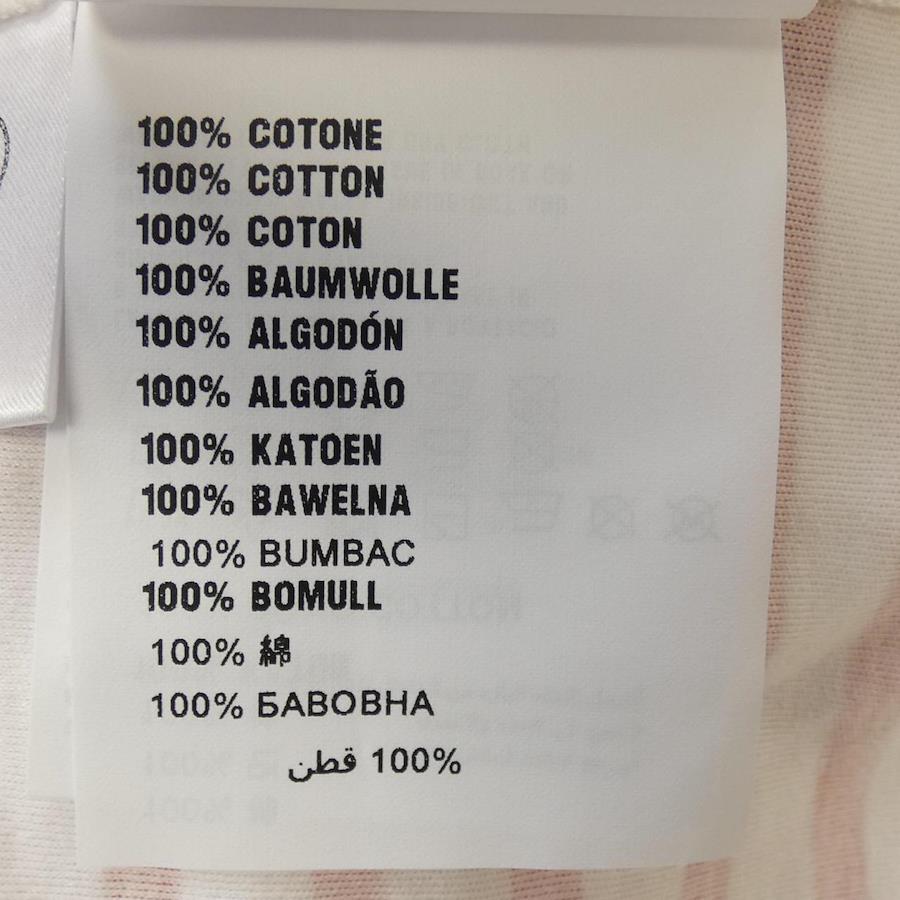 100% COTONE
100% COTTON
100% COTON
100% BAUMWOLLE
100% ALGODÓN
100% ALGODÃO
100% KATOEN
100% BAWELNA
100% BUMBAC
100% BOMULL
100% 綿
100% БАВОВНА
100% قطن